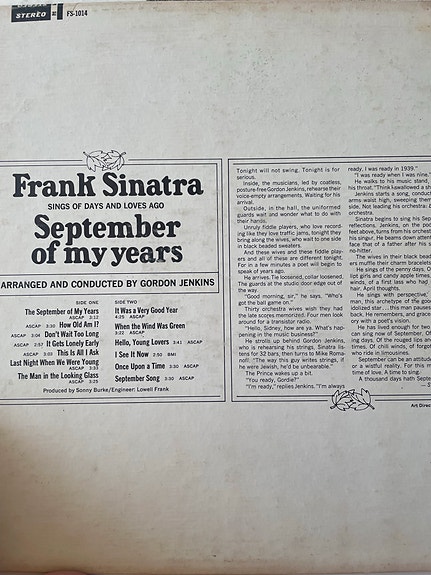 STEREO FS-1014
Frank Sinatra
SINGS OF DAYS AND LOVES AGO
September
of my years
ARRANGED AND CONDUCTED BY GORDON JENKINS
SIDE ONE
The September of My Years
ASCAP 3:12
ASCAP 3:30 How Old Am I?
ASCAP 3:04 Don't Wait Too Long
ASCAP 2:57 It Gets Lonely Early
ASCAP 3:03 This Is All I Ask
Last Night When We Were Young
ASCAP 3:33
The Man in the Looking Glass
ASCAP 3:25
SIDE TWO
It Was a Very Good Year
4:25 ASCAP
When the Wind Was Green
3:22 ASCAP
Hello, Young Lovers 3:41 ASCAP
I See It Now 2:50 BMI
Once Upon a Time 3:30 ASCAP
September Song 3:30 ASCAP
Produced by Sonny Burke/Engineer: Lowell Frank
Tonight will not swing. Tonight is for
serious.
Inside, the musicians, led by coatless,
posture-free Gordon Jenkins, rehearse their
voice-empty arrangements. Waiting for his
arrival.
Outside, in the hall, the uniformed
guards wait and wonder what to do with
their hands.
Unruly fiddle players, who love record-
ing like they love traffic jams, tonight they
bring along the wives, who wait to one side
in black beaded sweaters.
And these wives and these fiddle play-
ers and all of these are different tonight.
For in a few minutes a poet will begin to
speak of years ago.
He arrives. Tie loosened, collar loosened.
The guards at the studio door edge out of
the way.
"Good morning, sir," he says. "Who's
got the ball game on."
Thirty orchestra wives wish they had
the late scores memorized. Four men look
around for a transistor radio.
"Hello, Sidney, how are ya. What's hap-
pening in the music business?"
He strolls up behind Gordon Jenkins,
who is rehearsing his strings. Sinatra lis-
tens for 32 bars, then turns to Mike Roma-
noff: "The way this guy writes strings, if
he were Jewish, he'd be unbearable."
The Prince wakes up a bit.
"You ready, Gordie?"
"I'm ready," replies Jenkins. "I'm always
ready. I was ready in 1939."
"I was ready when I was nine."
He walks to his music stand,
his throat. "Think I swallowed a sh
Jenkins starts a song, conduct
arms waist high, sweeping them
side. Not leading his orchestra;
orchestra.
Sinatra begins to sing his Sep
reflections. Jenkins, on the pod
feet above, turns from his orchest
his singer. He beams down attent
face that of a father after his s
no-hitter.
The wives in their black bead
ers muffle their charm bracelets
He sings of the penny days. O
lipt girls and candy apple times,
winds, of a first lass who had
hair. April thoughts.
He sings with perspective,
man, this archetype of the good
idolized star...this man pauses
back. He remembers, and grace
ory with a poet's vision.
He has lived enough for two
can sing now of September. Of
ing days. Of the rouged lips and
times. Of chill winds, of forgot
who ride in limousines.
September can be an attitud
or a wistful reality. For this m
time of love. A time to sing.
A thousand days hath Septe
Art Direc